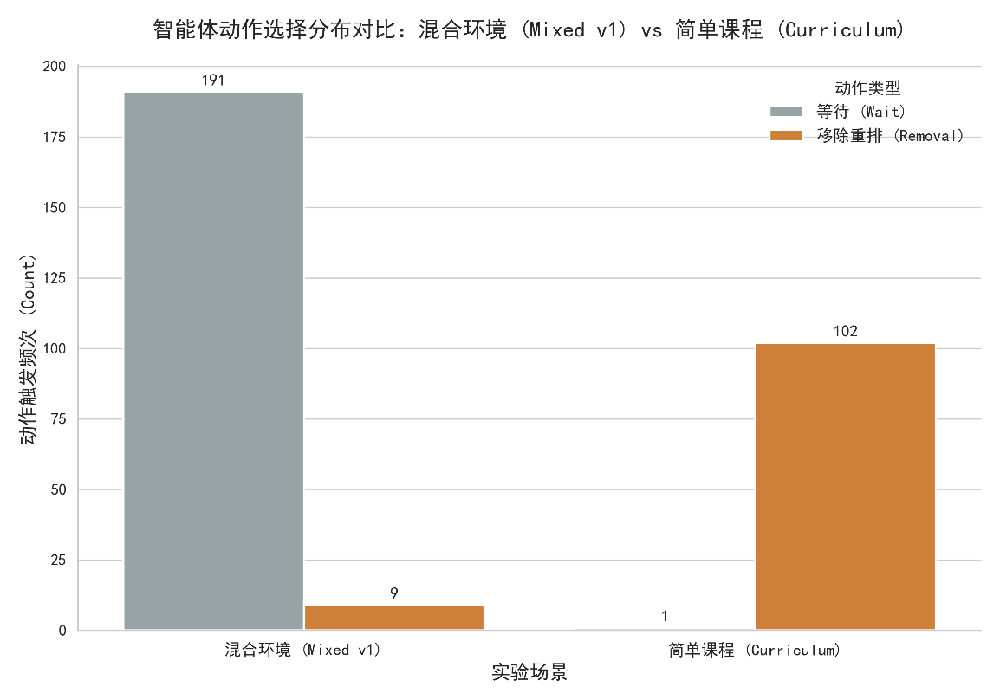 智能体动作选择分布对比：混合环境 (Mixed v1) vs 简单课程 (Curriculum)
动作类型
等待 (Wait)
移除重排 (Removal)
动作触发频次 (Count)
200
175
150
125
100
75
50
25
0
191
9
1
102
混合环境 (Mixed v1)
简单课程 (Curriculum)
实验场景